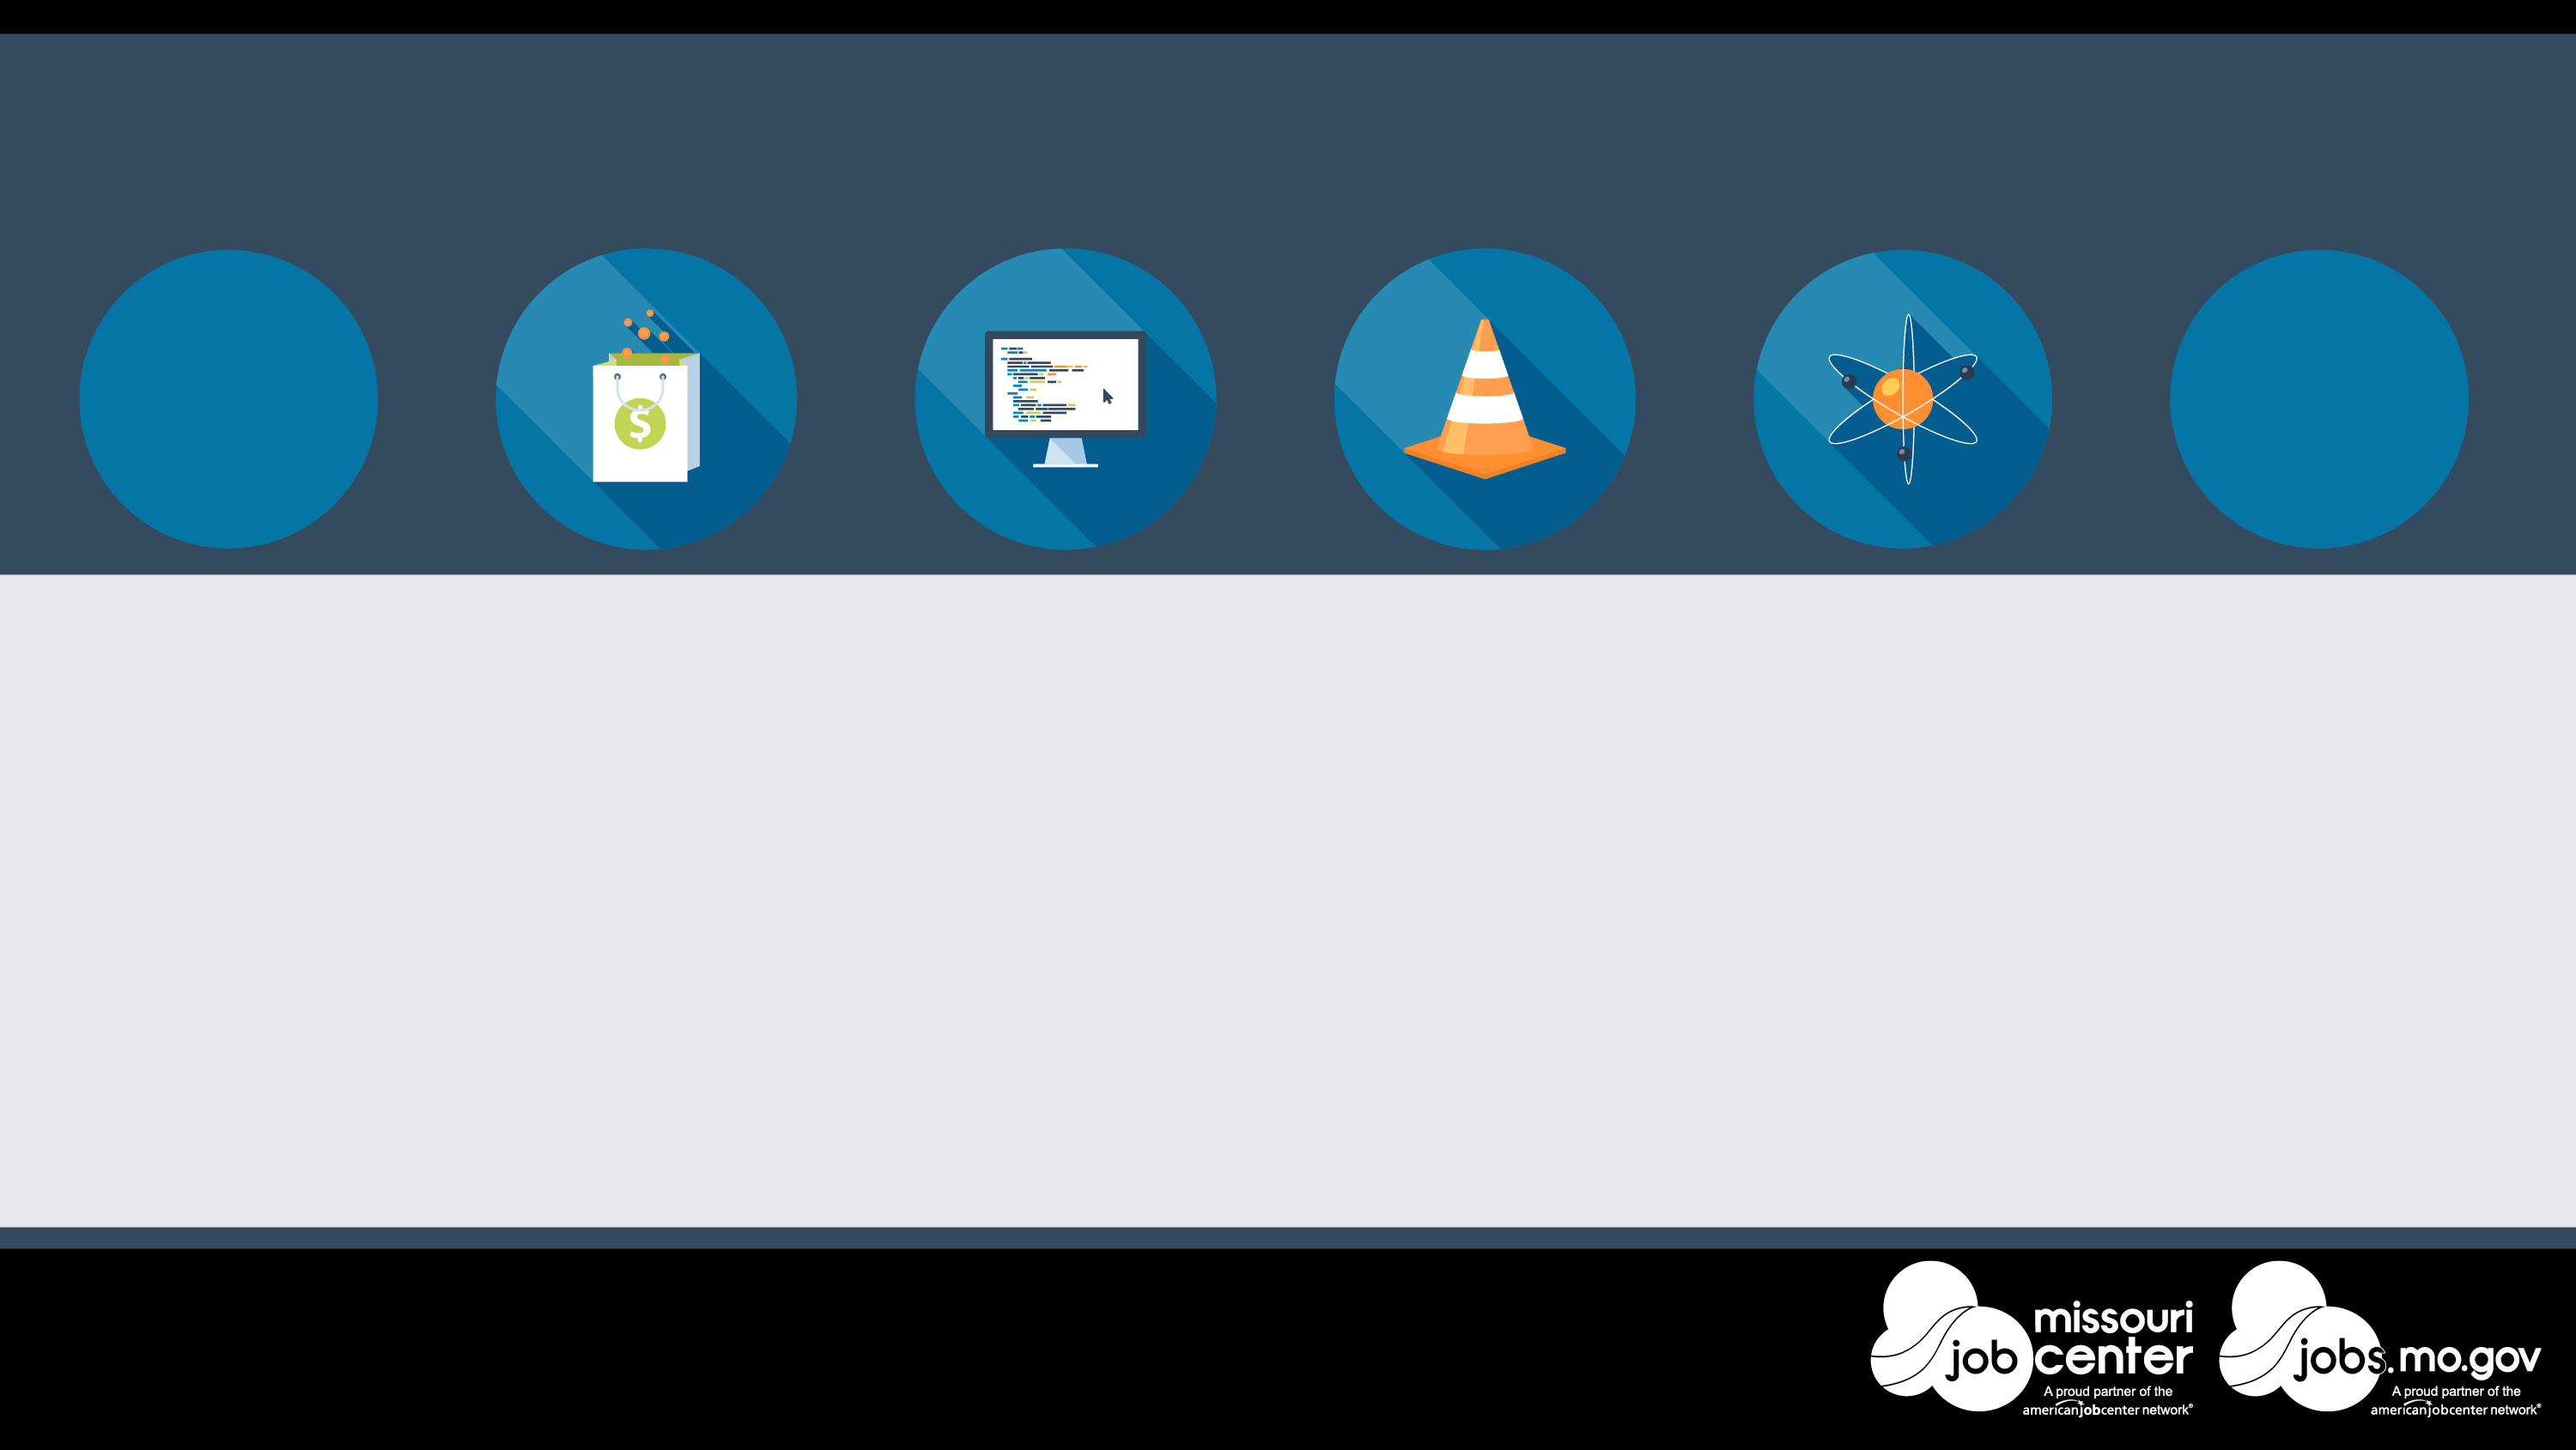 $
missouri
job center
A proud partner of the
americanjobcenter network®
jobs.mo.gov
A proud partner of the
americanjobcenter network®